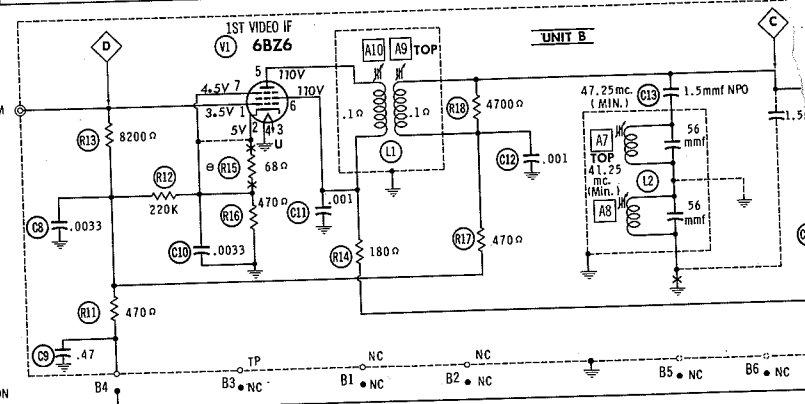 1ST VIDEO IF
V1 6BZ6
UNIT B
D
C
A10 A9 TOP
5 110V
4.5V 7
110V
3.5V 1
6
5V 2 4 3
U
M
R13 8200Ω
R15 68Ω
R12
220K
R16 470Ω
C8 .0033
C10 .0033
C11 .001
.1Ω .1Ω
L1
R18 4700Ω
C12 .001
R14 180Ω
R17 470Ω
47.25mc.
(MIN.)
C13 1.5mmf NPO
1.5
A7
TOP
41.25
mc.
(Min.)
A8
56
mmf
L2
56
mmf
C
R11 470Ω
C9 .47
TP
NC
NC
B4
B3 NC
B1 NC
B2 NC
B5 NC
B6 NC
ON